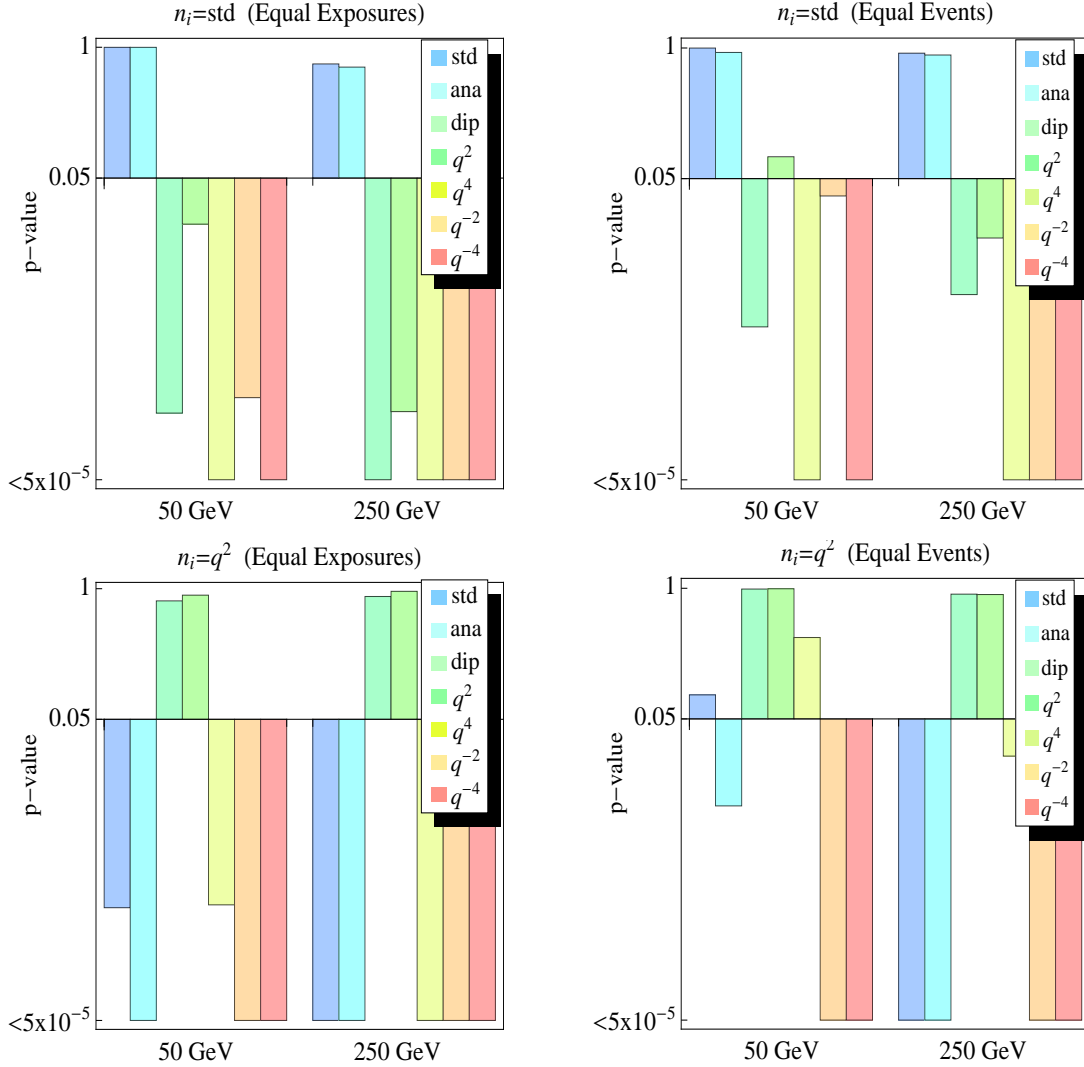 n_i=std (Equal Exposures)
1
0.05
<5x10^−5
p−value
50 GeV
250 GeV
std
ana
dip
q^2
q^4
q^−2
q^−4
n_i=std (Equal Events)
1
0.05
<5x10^−5
p−value
50 GeV
250 GeV
std
ana
dip
q^2
q^4
q^−2
q^−4
n_i=q^2 (Equal Exposures)
1
0.05
<5x10^−5
p−value
50 GeV
250 GeV
std
ana
dip
q^2
q^4
q^−2
q^−4
n_i=q^2 (Equal Events)
1
0.05
<5x10^−5
p−value
50 GeV
250 GeV
std
ana
dip
q^2
q^4
q^−2
q^−4